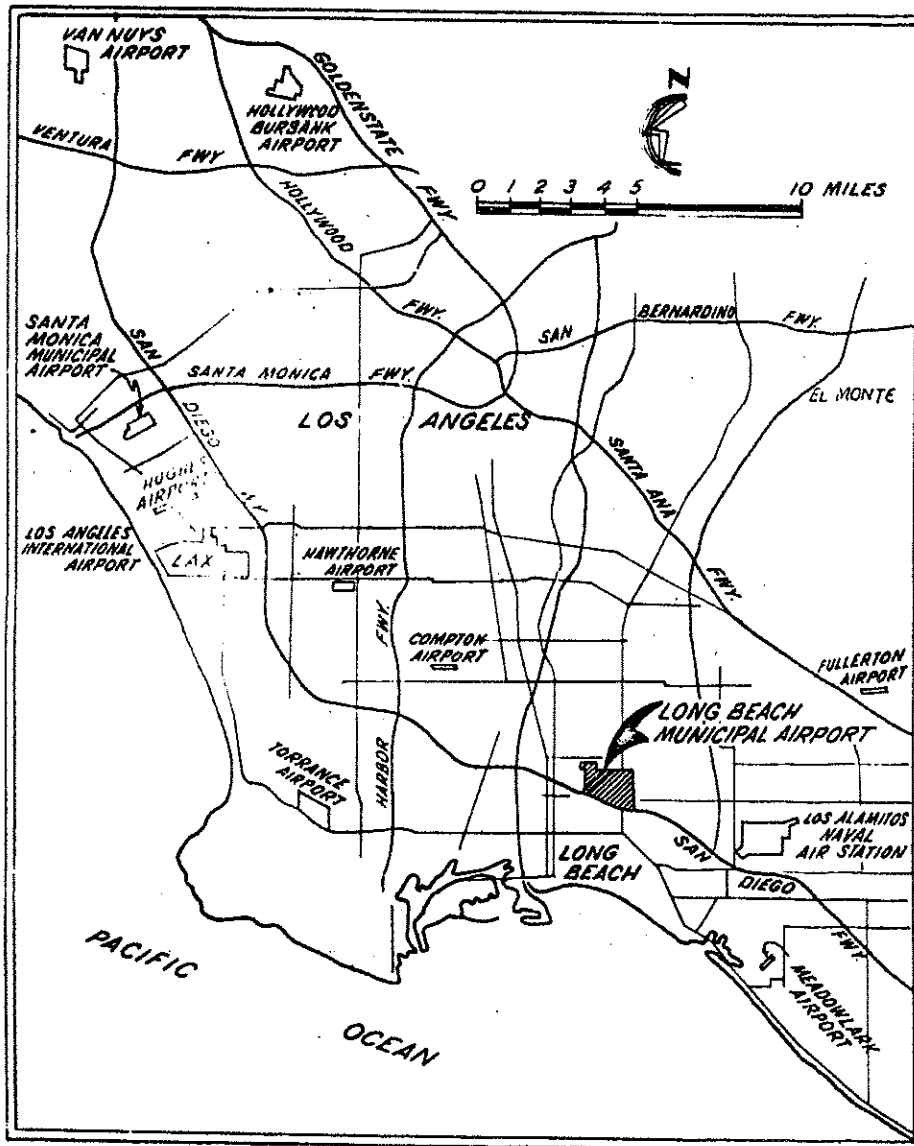 VAN NUYS
AIRPORT
GOLDENSTATE
FWY.
HOLLYWOOD
BURBANK
AIRPORT
N
VENTURA
FWY
HOLLYWOOD
FWY.
0 1 2 3 4 5 10 MILES
SANTA
MONICA
MUNICIPAL
AIRPORT
SAN
DIEGO
SANTA MONICA
FWY.
SAN
BERNARDINO
FWY.
EL MONTE
LOS ANGELES
SANTA ANA
FWY.
AIRPORT
LOS ANGELES
INTERNATIONAL
AIRPORT
LAX
HAWTHORNE
AIRPORT
FWY.
COMPTON
AIRPORT
FULLERTON
AIRPORT
LONG BEACH
MUNICIPAL AIRPORT
TORRANCE
AIRPORT
HARBOR
LOS ALAMITOS
NAVAL
AIR STATION
LONG
BEACH
SAN
DIEGO
FWY.
MEADOWLARK
AIRPORT
PACIFIC
OCEAN